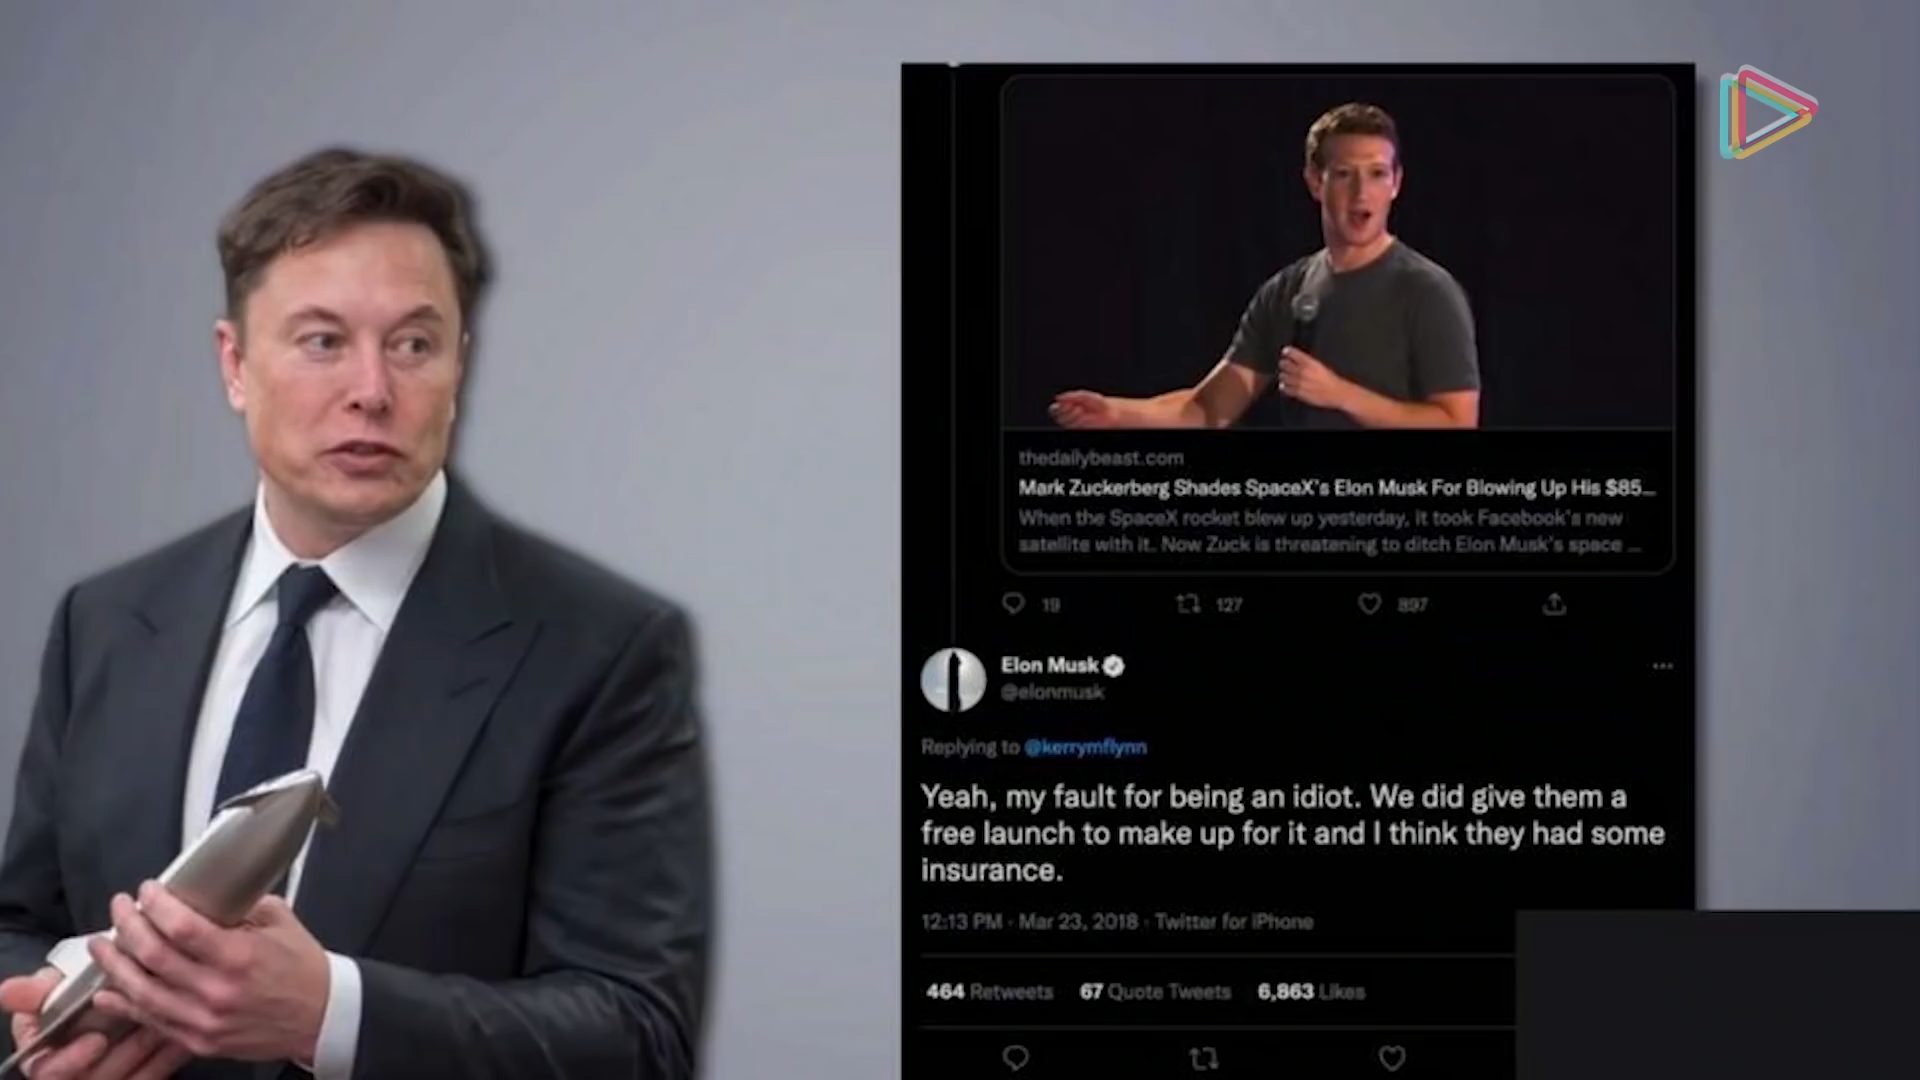 thedailybeast.com
Mark Zuckerberg Shades SpaceX's Elon Musk For Blowing Up His $85...
When the SpaceX rocket blew up yesterday, it took Facebook's new
satellite with it. Now Zuck is threatening to ditch Elon Musk's space ...
19 127 897
Elon Musk
@elonmusk
Replying to @kerrymflynn
Yeah, my fault for being an idiot. We did give them a
free launch to make up for it and I think they had some
insurance.
12:13 PM · Mar 23, 2018 · Twitter for iPhone
464 Retweets 67 Quote Tweets 6,863 Likes